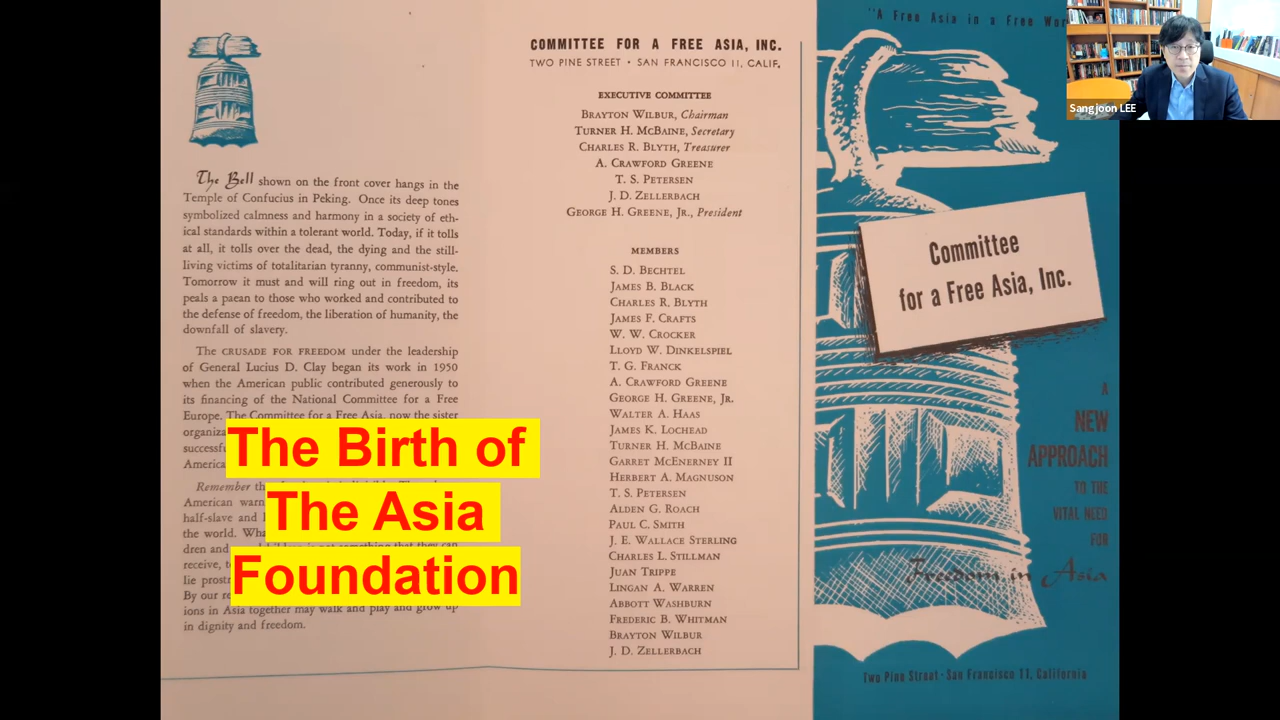 The Bell shown on the front cover hangs in the
Temple of Confucius in Peking. Once its deep tones
symbolized calmness and harmony in a society of eth-
ical standards within a tolerant world. Today, if it tolls
at all, it tolls over the dead, the dying and the still-
living victims of totalitarian tyranny, communist-style.
Tomorrow it must and will ring out in freedom, its
peals a paean to those who worked and contributed to
the defense of freedom, the liberation of humanity, the
downfall of slavery.
The CRUSADE FOR FREEDOM under the leadership
of General Lucius D. Clay began its work in 1950
when the American public contributed generously to
its financing of the National Committee for a Free
Europe. The Committee for a Free Asia, now the sister
Remember
American warn
half-slave and
the world.
dren and
receive,
lie prost
By our
ions in Asia together may walk and play and grow up
in dignity and freedom.
The Birth of
The Asia
Foundation
COMMITTEE FOR A FREE ASIA, INC.
TWO PINE STREET • SAN FRANCISCO 11, CALIF.
EXECUTIVE COMMITTEE
BRAYTON WILBUR, Chairman
TURNER H. MCBAINE, Secretary
CHARLES R. BLYTH, Treasurer
A. CRAWFORD GREENE
T. S. PETERSEN
J. D. ZELLERBACH
GEORGE H. GREENE, JR., President
MEMBERS
S. D. BECHTEL
JAMES B. BLACK
CHARLES R. BLYTH
JAMES F. CRAFTS
W. W. CROCKER
LLOYD W. DINKELSPIEL
T. G. FRANCK
A. CRAWFORD GREENE
GEORGE H. GREENE, JR.
WALTER A. HAAS
JAMES K. LOCHEAD
TURNER H. MCBAINE
GARRET MCENERNEY II
HERBERT A. MAGNUSON
T. S. PETERSEN
ALDEN G. ROACH
PAUL C. SMITH
J. E. WALLACE STERLING
CHARLES L. STILLMAN
JUAN TRIPPE
LINGAN A. WARREN
ABBOTT WASHBURN
FREDERIC B. WHITMAN
BRAYTON WILBUR
J. D. ZELLERBACH
"A Free Asia in a Free Wor
Committee
for a Free Asia, Inc.
A
NEW
APPROACH
TO THE
VITAL NEED
FOR
Freedom in Asia
Two Pine Street · San Francisco 11, California
Sangjoon LEE